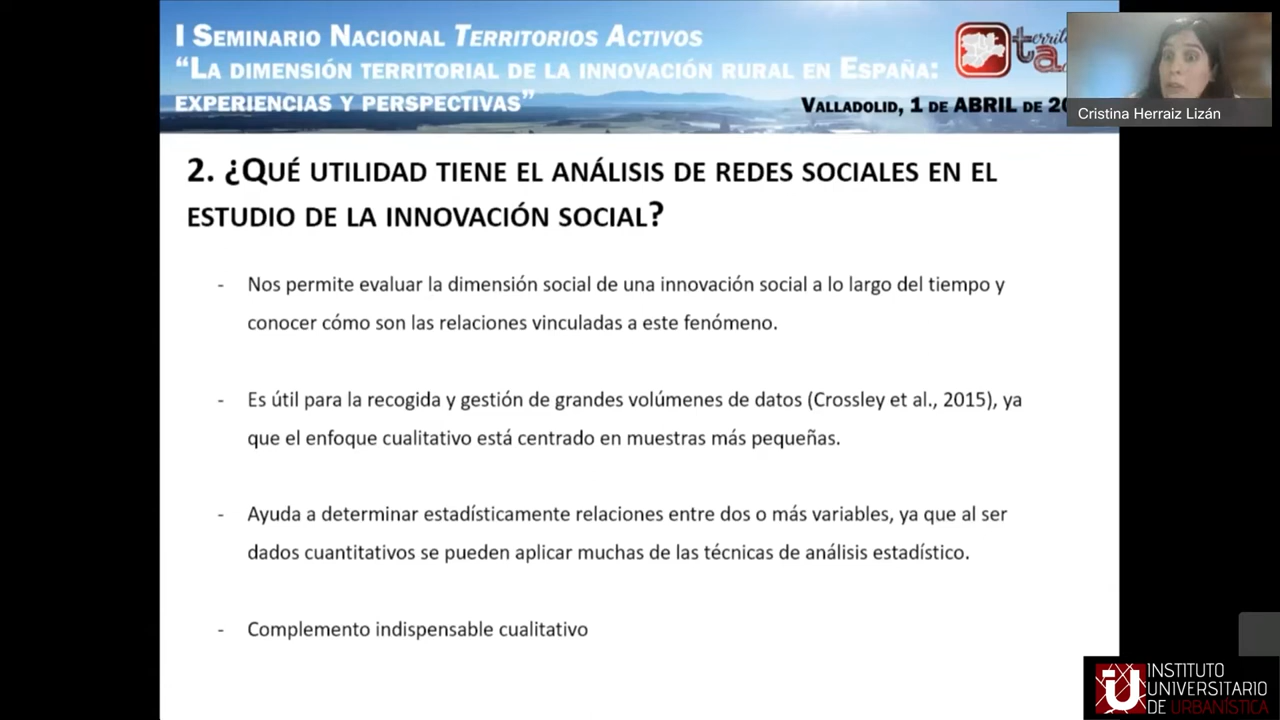 I Seminario Nacional Territorios Activos
“La dimensión territorial de la innovación rural en España:
experiencias y perspectivas”
Valladolid, 1 de ABRIL de
Cristina Herraiz Lizán
2. ¿Qué utilidad tiene el análisis de redes sociales en el
estudio de la innovación social?
- Nos permite evaluar la dimensión social de una innovación social a lo largo del tiempo y
conocer cómo son las relaciones vinculadas a este fenómeno.
- Es útil para la recogida y gestión de grandes volúmenes de datos (Crossley et al., 2015), ya
que el enfoque cualitativo está centrado en muestras más pequeñas.
- Ayuda a determinar estadísticamente relaciones entre dos o más variables, ya que al ser
dados cuantitativos se pueden aplicar muchas de las técnicas de análisis estadístico.
- Complemento indispensable cualitativo
iU
INSTITUTO
UNIVERSITARIO
DE URBANÍSTICA